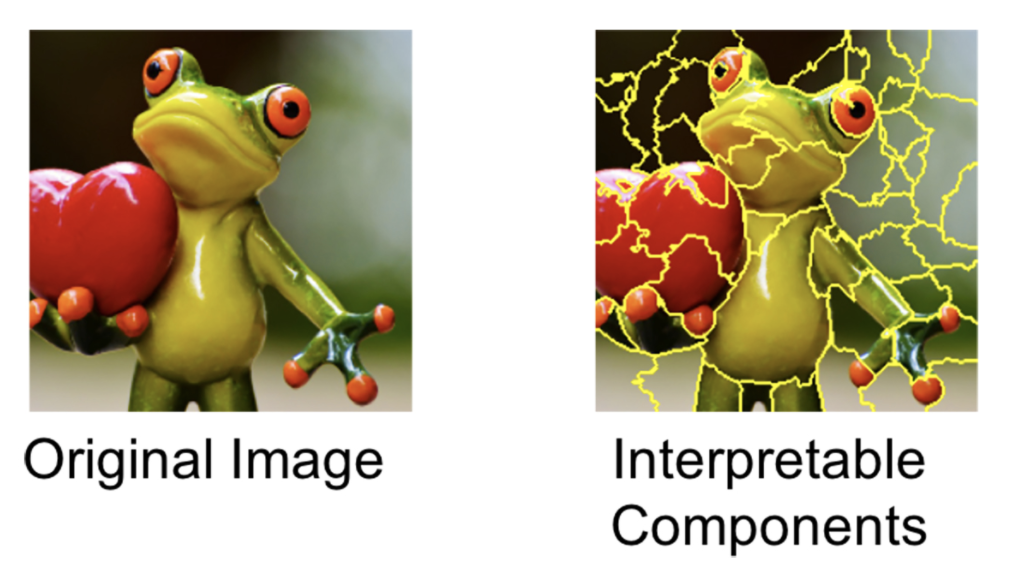 Original Image
Interpretable
Components